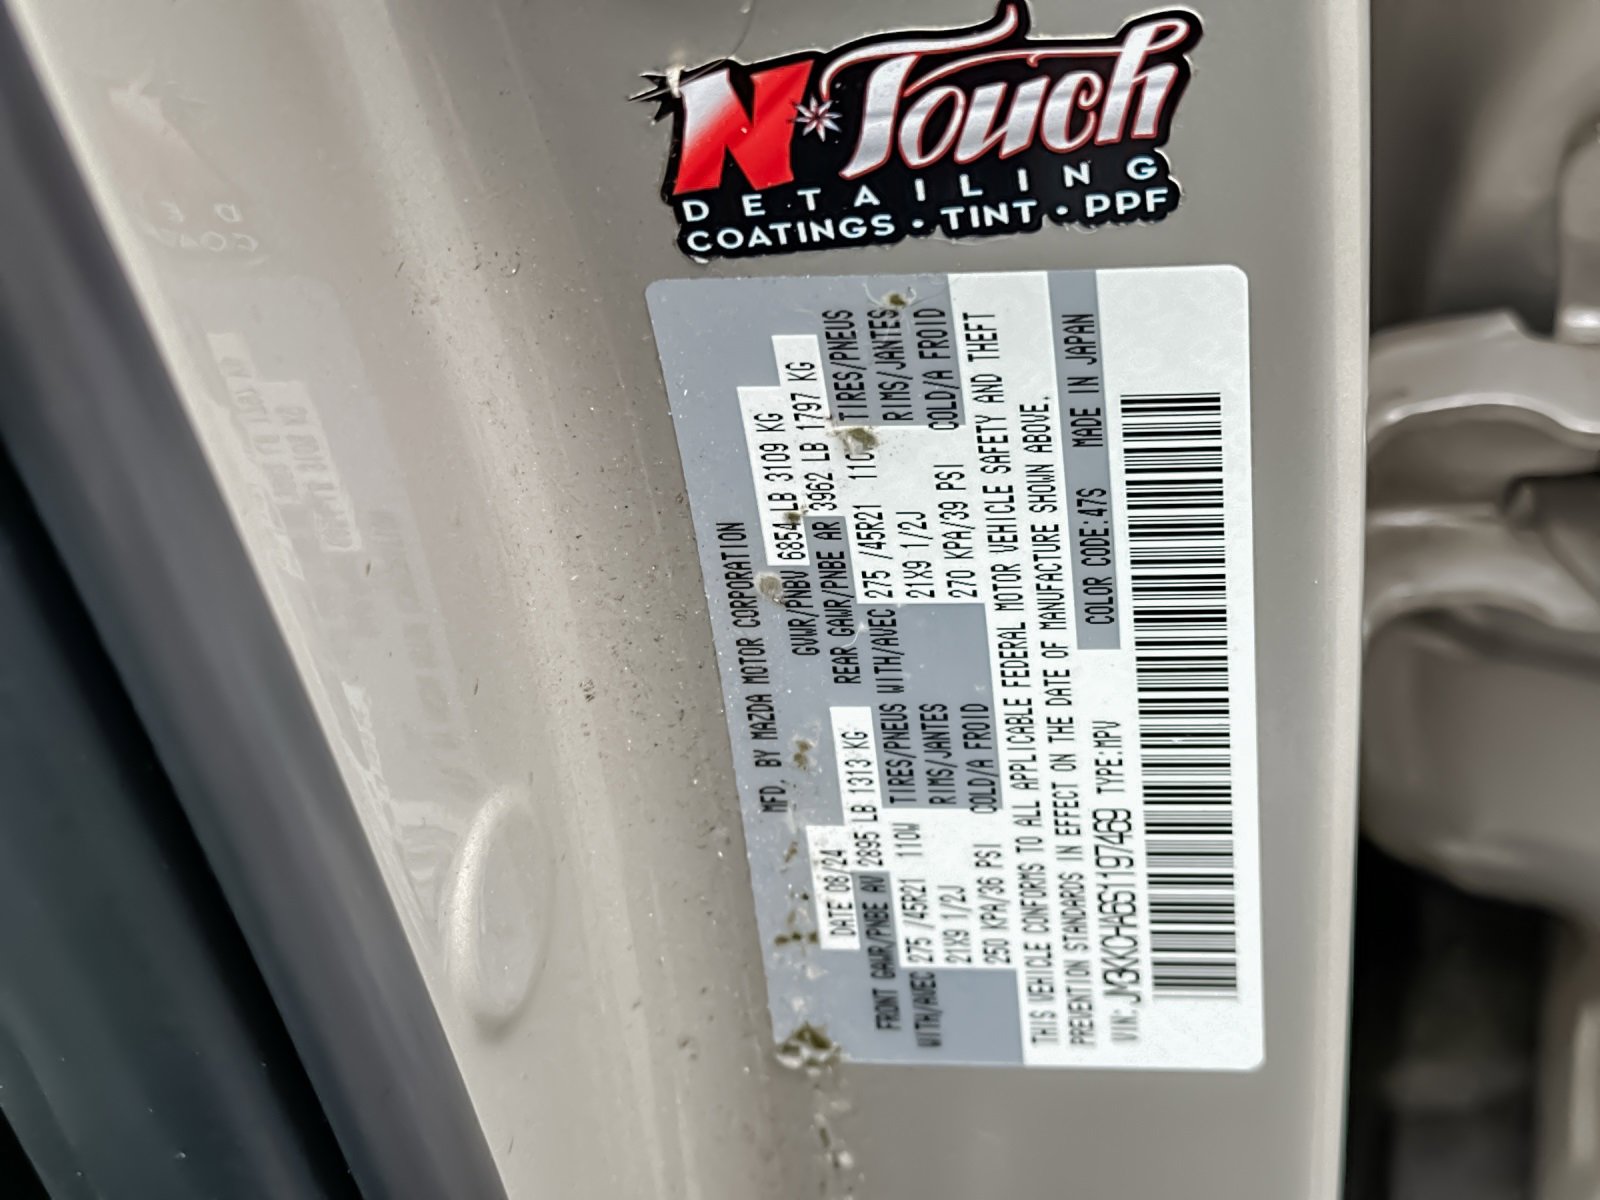 N*Touch
DETAILING
COATINGS • TINT • PPF
MFD. BY MAZDA MOTOR CORPORATION
DATE 08/24 GVWR/PNBV 6854 LB 3109 KG
FRONT GAWR/PNBE AV 2895 LB 1313 KG REAR GAWR/PNBE AR 3962 LB 1797 KG
WITH/AVEC 275 /45R21 110W TIRES/PNEUS WITH/AVEC 275 /45R21 TIRES/PNEUS
21X9 1/2J RIMS/JANTES 21X9 1/2J RIMS/JANTES
250 KPA/36 PSI COLD/A FROID 270 KPA/39 PSI COLD/A FROID
THIS VEHICLE CONFORMS TO ALL APPLICABLE FEDERAL MOTOR VEHICLE SAFETY AND THEFT
PREVENTION STANDARDS IN EFFECT ON THE DATE OF MANUFACTURE SHOWN ABOVE.
VIN: JM3KKCHA6S1197469 TYPE:MPV COLOR CODE:47S MADE IN JAPAN